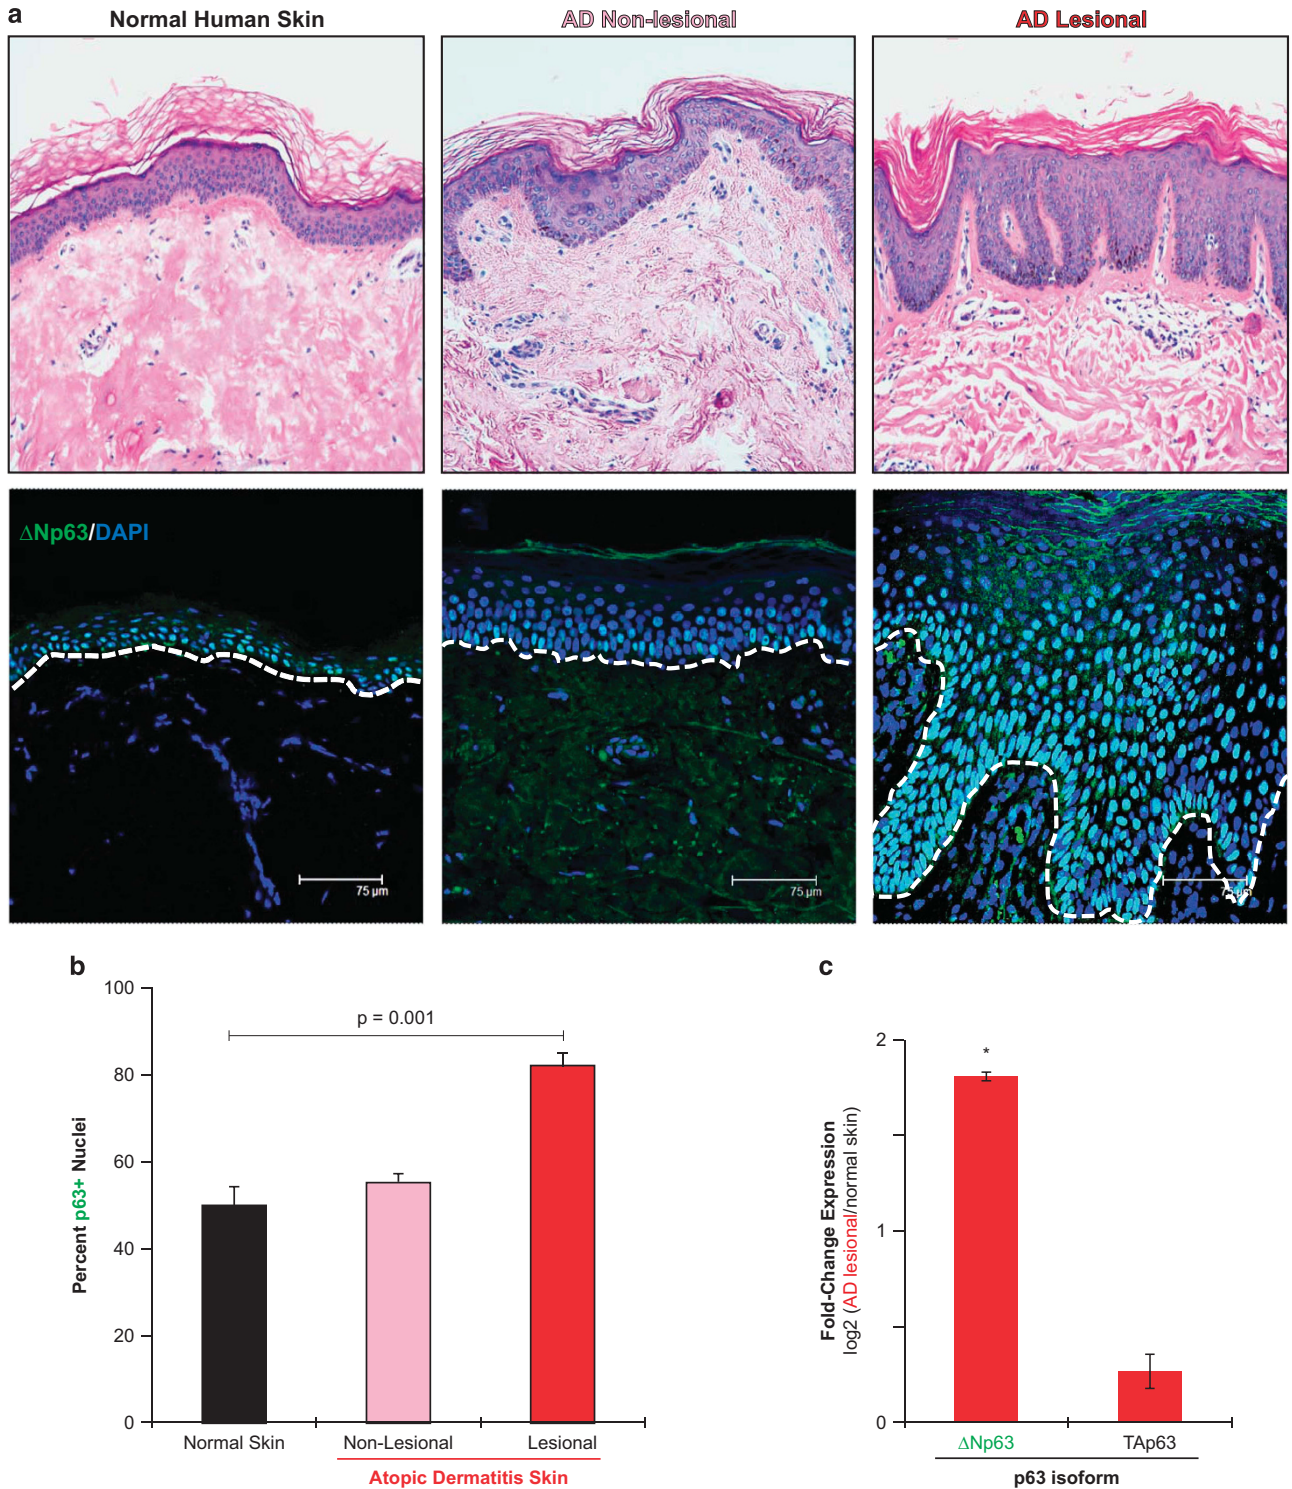 a
Normal Human Skin
AD Non-lesional
AD Lesional
ΔNp63/DAPI
75 µm
75 µm
75 µm
b
100
80
60
40
20
0
Percent p63+ Nuclei
p = 0.001
Normal Skin
Non-Lesional
Lesional
Atopic Dermatitis Skin
c
2
1
0
Fold-Change Expression
log2 (AD lesional/normal skin)
*
ΔNp63
TAp63
p63 isoform